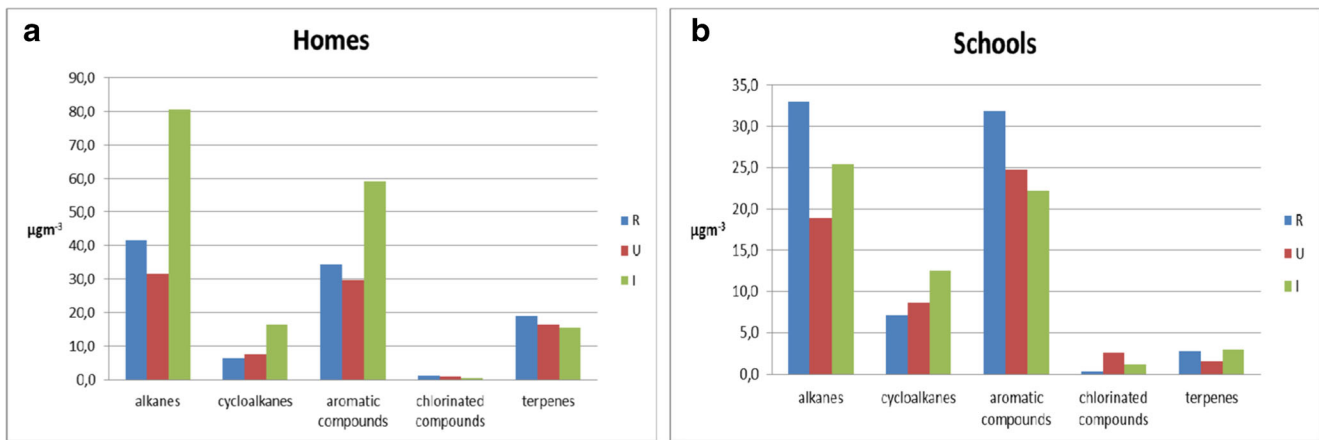 a
Homes
90,0
80,0
70,0
60,0
50,0
40,0
30,0
20,0
10,0
0,0
µgm-3
alkanes
cycloalkanes
aromatic
compounds
chlorinated
compounds
terpenes
R
U
I
b
Schools
35,0
30,0
25,0
20,0
15,0
10,0
5,0
0,0
µgm-3
alkanes
cycloalkanes
aromatic
compounds
chlorinated
compounds
terpenes
R
U
I